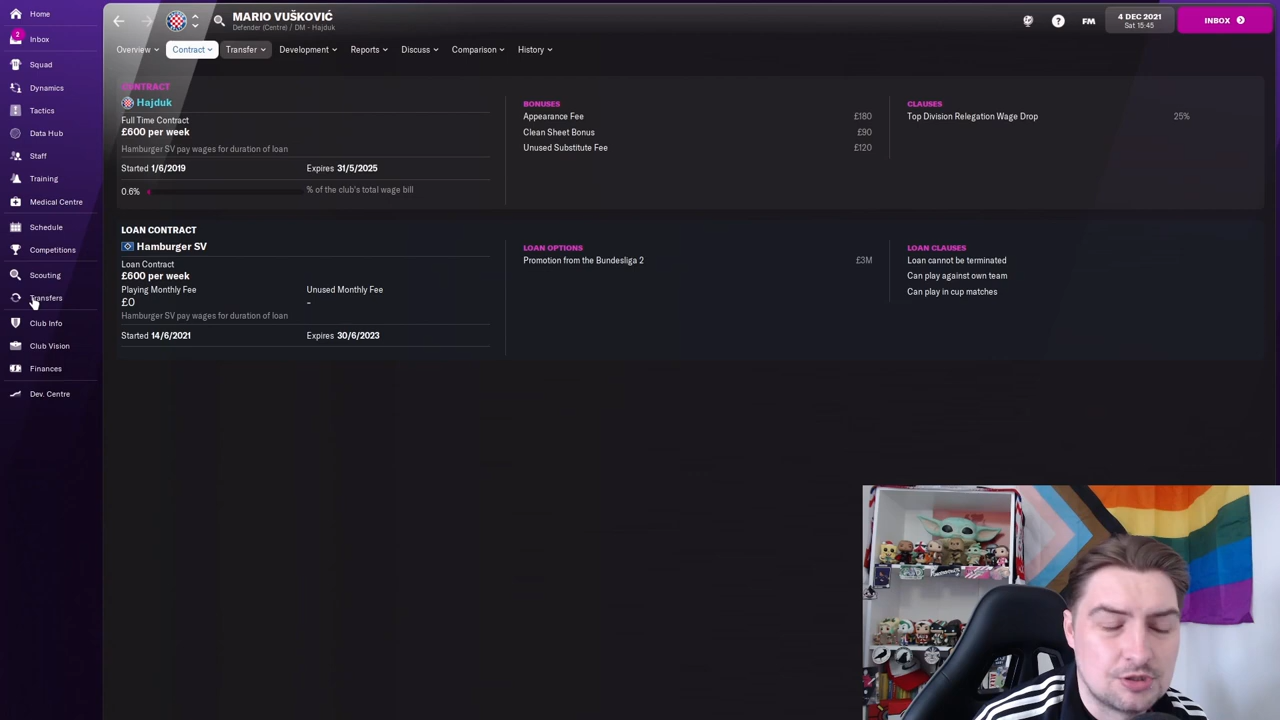 Home
2
Inbox
Squad
Dynamics
Tactics
Data Hub
Staff
Training
Medical Centre
Schedule
Competitions
Scouting
Transfers
Club Info
Club Vision
Finances
Dev. Centre
MARIO VUŠKOVIĆ
Defender (Centre) / DM - Hajduk
?
FM
4 DEC 2021
Sat 15:45
INBOX
Overview
Contract
Transfer
Development
Reports
Discuss
Comparison
History
CONTRACT
Hajduk
Full Time Contract
£600 per week
Hamburger SV pay wages for duration of loan
Started 1/6/2019 Expires 31/5/2025
0.6% % of the club's total wage bill
BONUSES
Appearance Fee £180
Clean Sheet Bonus £90
Unused Substitute Fee £120
CLAUSES
Top Division Relegation Wage Drop 25%
LOAN CONTRACT
Hamburger SV
Loan Contract
£600 per week
Playing Monthly Fee Unused Monthly Fee
£0 -
Hamburger SV pay wages for duration of loan
Started 14/6/2021 Expires 30/6/2023
LOAN OPTIONS
Promotion from the Bundesliga 2 £3M
LOAN CLAUSES
Loan cannot be terminated
Can play against own team
Can play in cup matches